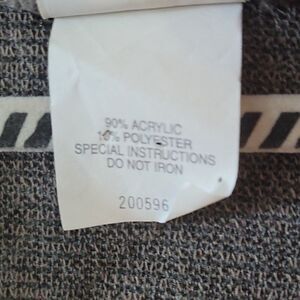 90% ACRYLIC
10% POLYESTER
SPECIAL INSTRUCTIONS
DO NOT IRON
200596